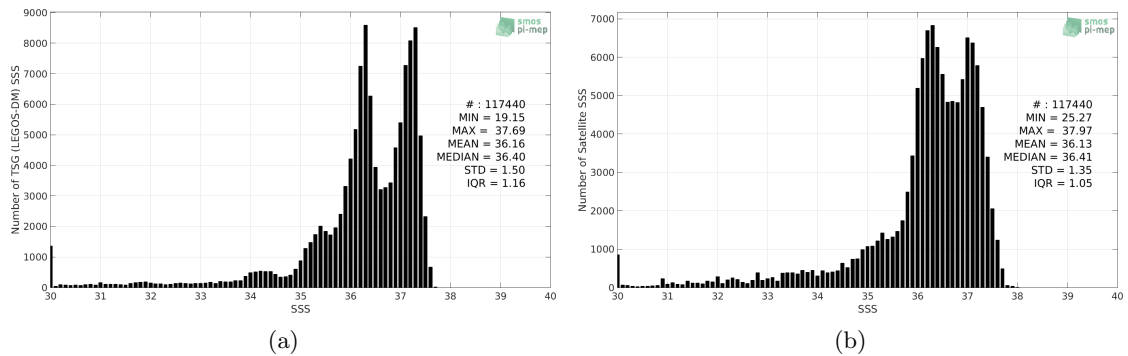 9000
8000
7000
6000
5000
4000
3000
2000
1000
0
Number of TSG (LEGOS-DM) SSS
30 31 32 33 34 35 36 37 38 39 40
SSS
smos
pi-mep
# : 117440
MIN = 19.15
MAX = 37.69
MEAN = 36.16
MEDIAN = 36.40
STD = 1.50
IQR = 1.16
(a)
7000
6000
5000
4000
3000
2000
1000
0
Number of Satellite SSS
30 31 32 33 34 35 36 37 38 39 40
SSS
smos
pi-mep
# : 117440
MIN = 25.27
MAX = 37.97
MEAN = 36.13
MEDIAN = 36.41
STD = 1.35
IQR = 1.05
(b)